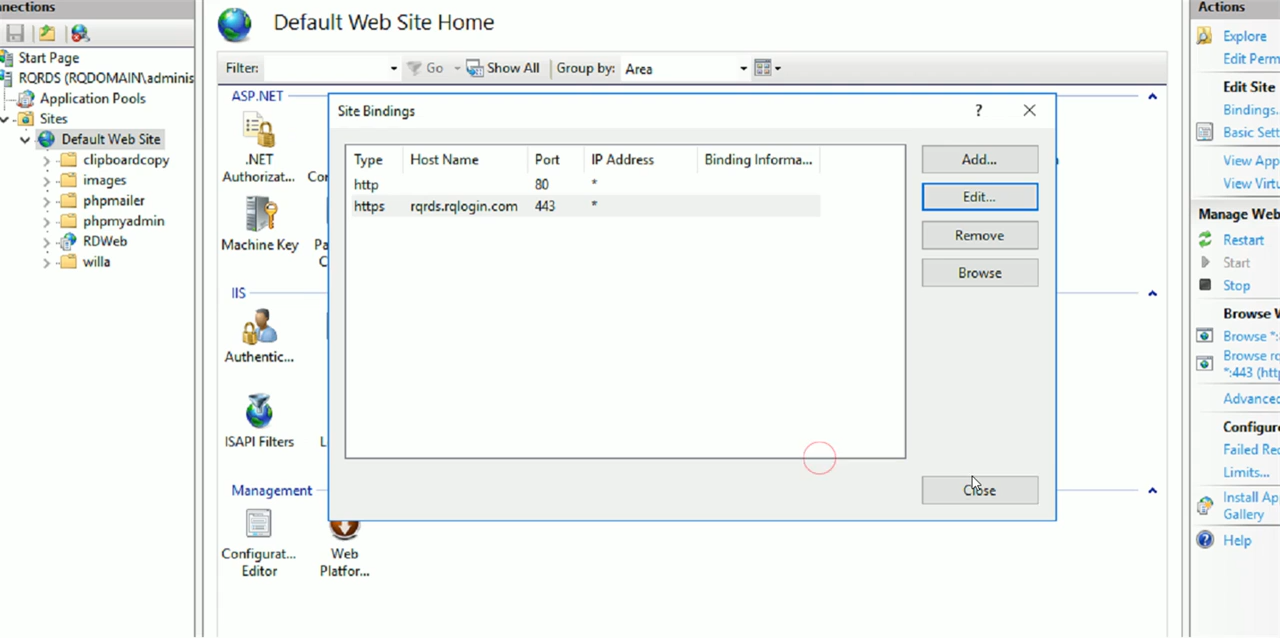 nnections
Start Page
RQRDS (RQDOMAIN\adminis
Application Pools
Sites
Default Web Site
clipboardcopy
images
phpmailer
phpmyadmin
RDWeb
willa
Default Web Site Home
Filter:
Go
Show All
Group by:
Area
ASP.NET
.NET
Authorizat...
Cor
Machine Key
Pa
C
IIS
Authentic...
ISAPI Filters
L
Management
Configurat...
Editor
Web
Platfor...
Site Bindings
?
Type Host Name Port IP Address Binding Informa...
http 80 *
https rqrds.rqlogin.com 443 *
Add...
Edit...
Remove
Browse
Close
Actions
Explore
Edit Perm
Edit Site
Bindings.
Basic Sett
View App
View Virtu
Manage Web
Restart
Start
Stop
Browse W
Browse *:
Browse rq
*:443 (http
Advanced
Configure
Failed Rec
Limits...
Install Ap
Gallery
Help